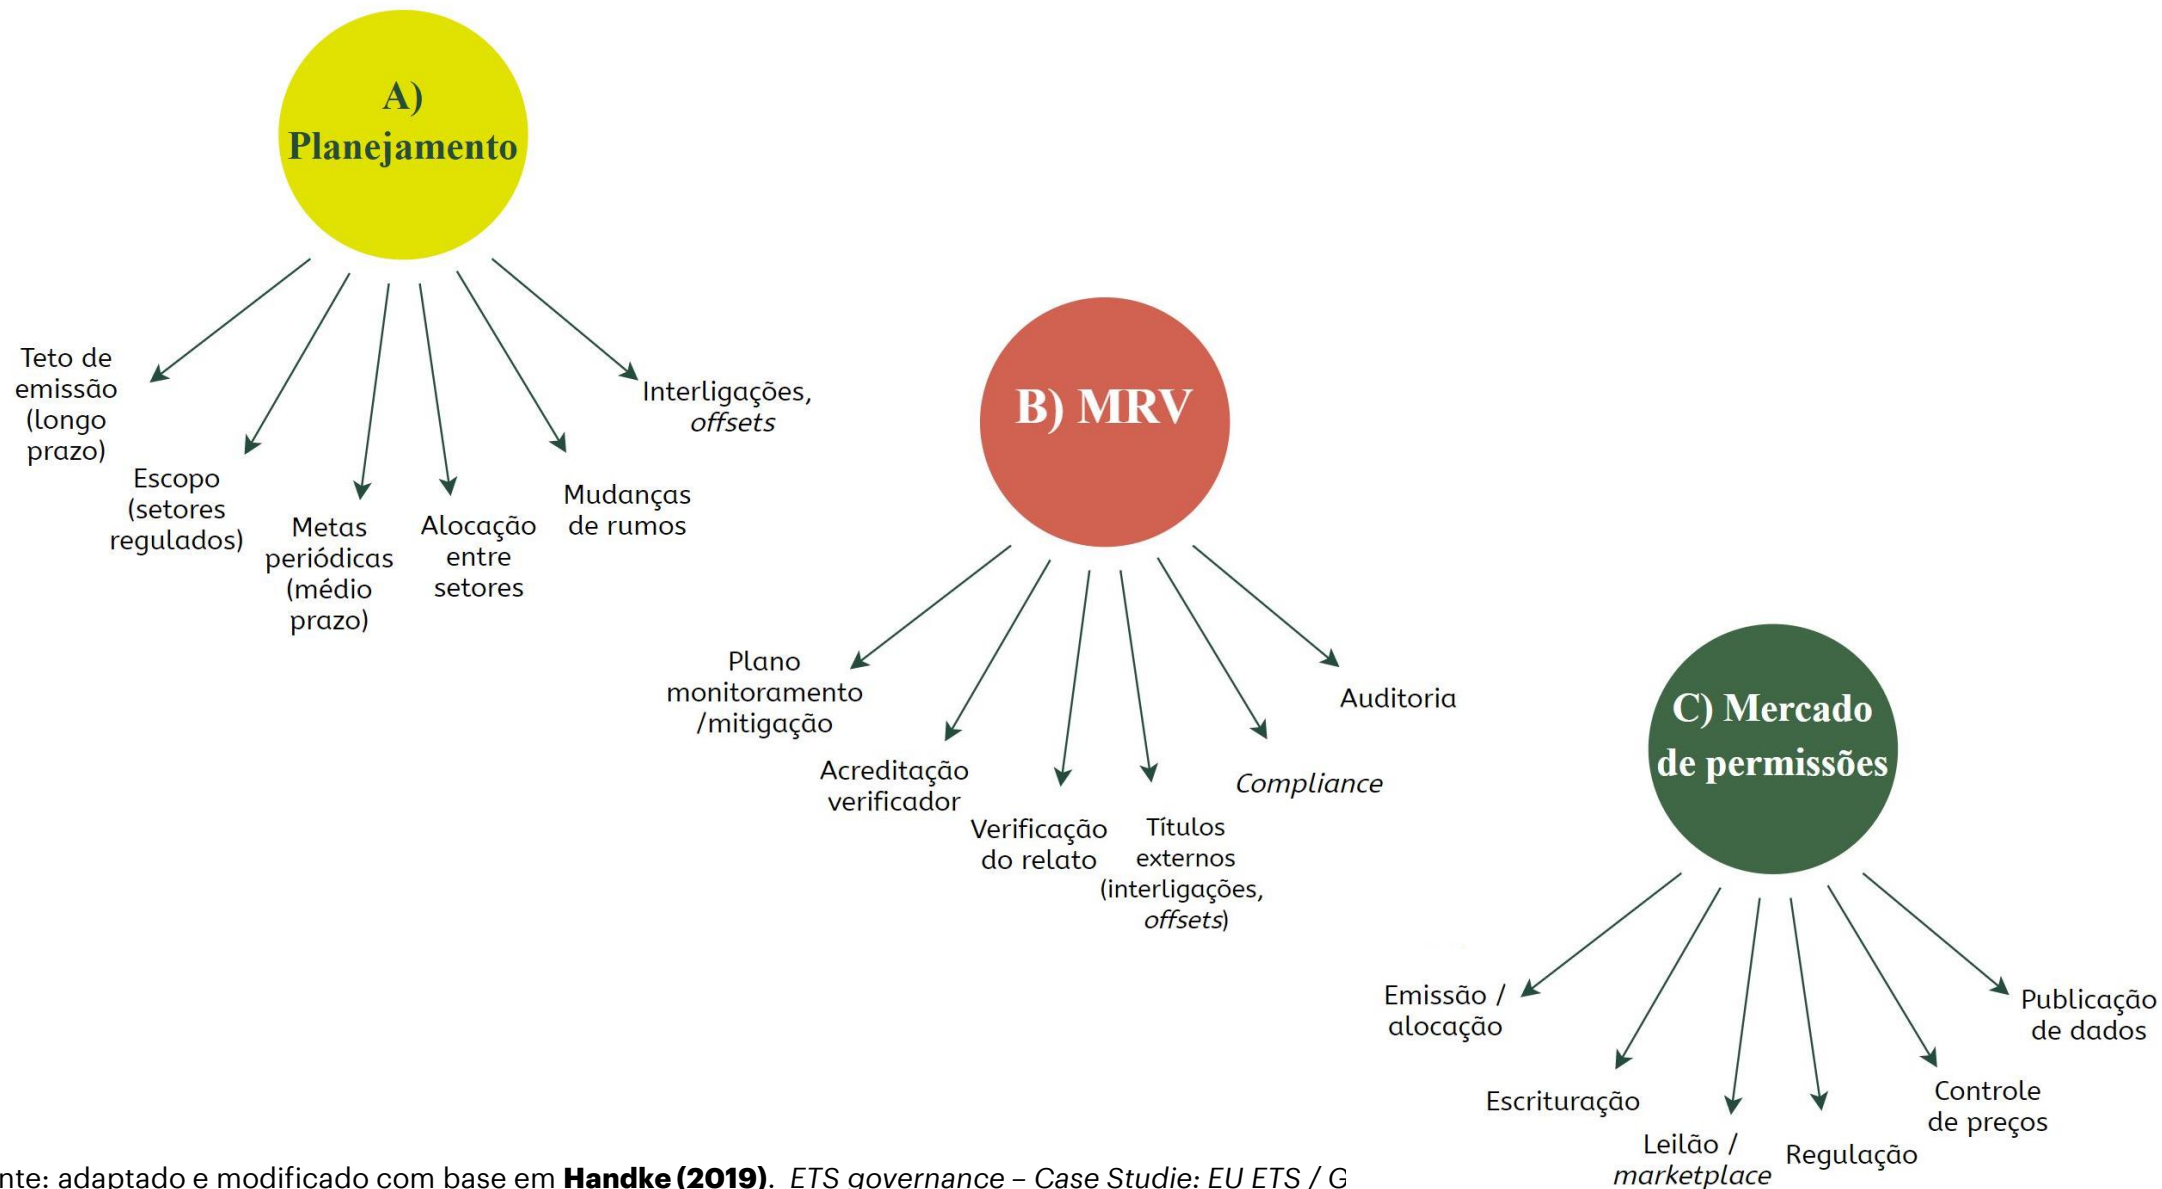 A)
Planejamento
Teto de
emissão
(longo
prazo)
Escopo
(setores
regulados)
Metas
periódicas
(médio
prazo)
Alocação
entre
setores
Mudanças
de rumos
Interligações,
offsets
B) MRV
Plano
monitoramento
/mitigação
Acreditação
verificador
Verificação
do relato
Títulos
externos
(interligações,
offsets)
Compliance
Auditoria
C) Mercado
de permissões
Emissão /
alocação
Escrituração
Leilão /
marketplace
Regulação
Controle
de preços
Publicação
de dados
nte: adaptado e modificado com base em Handke (2019). ETS governance – Case Studie: EU ETS / G